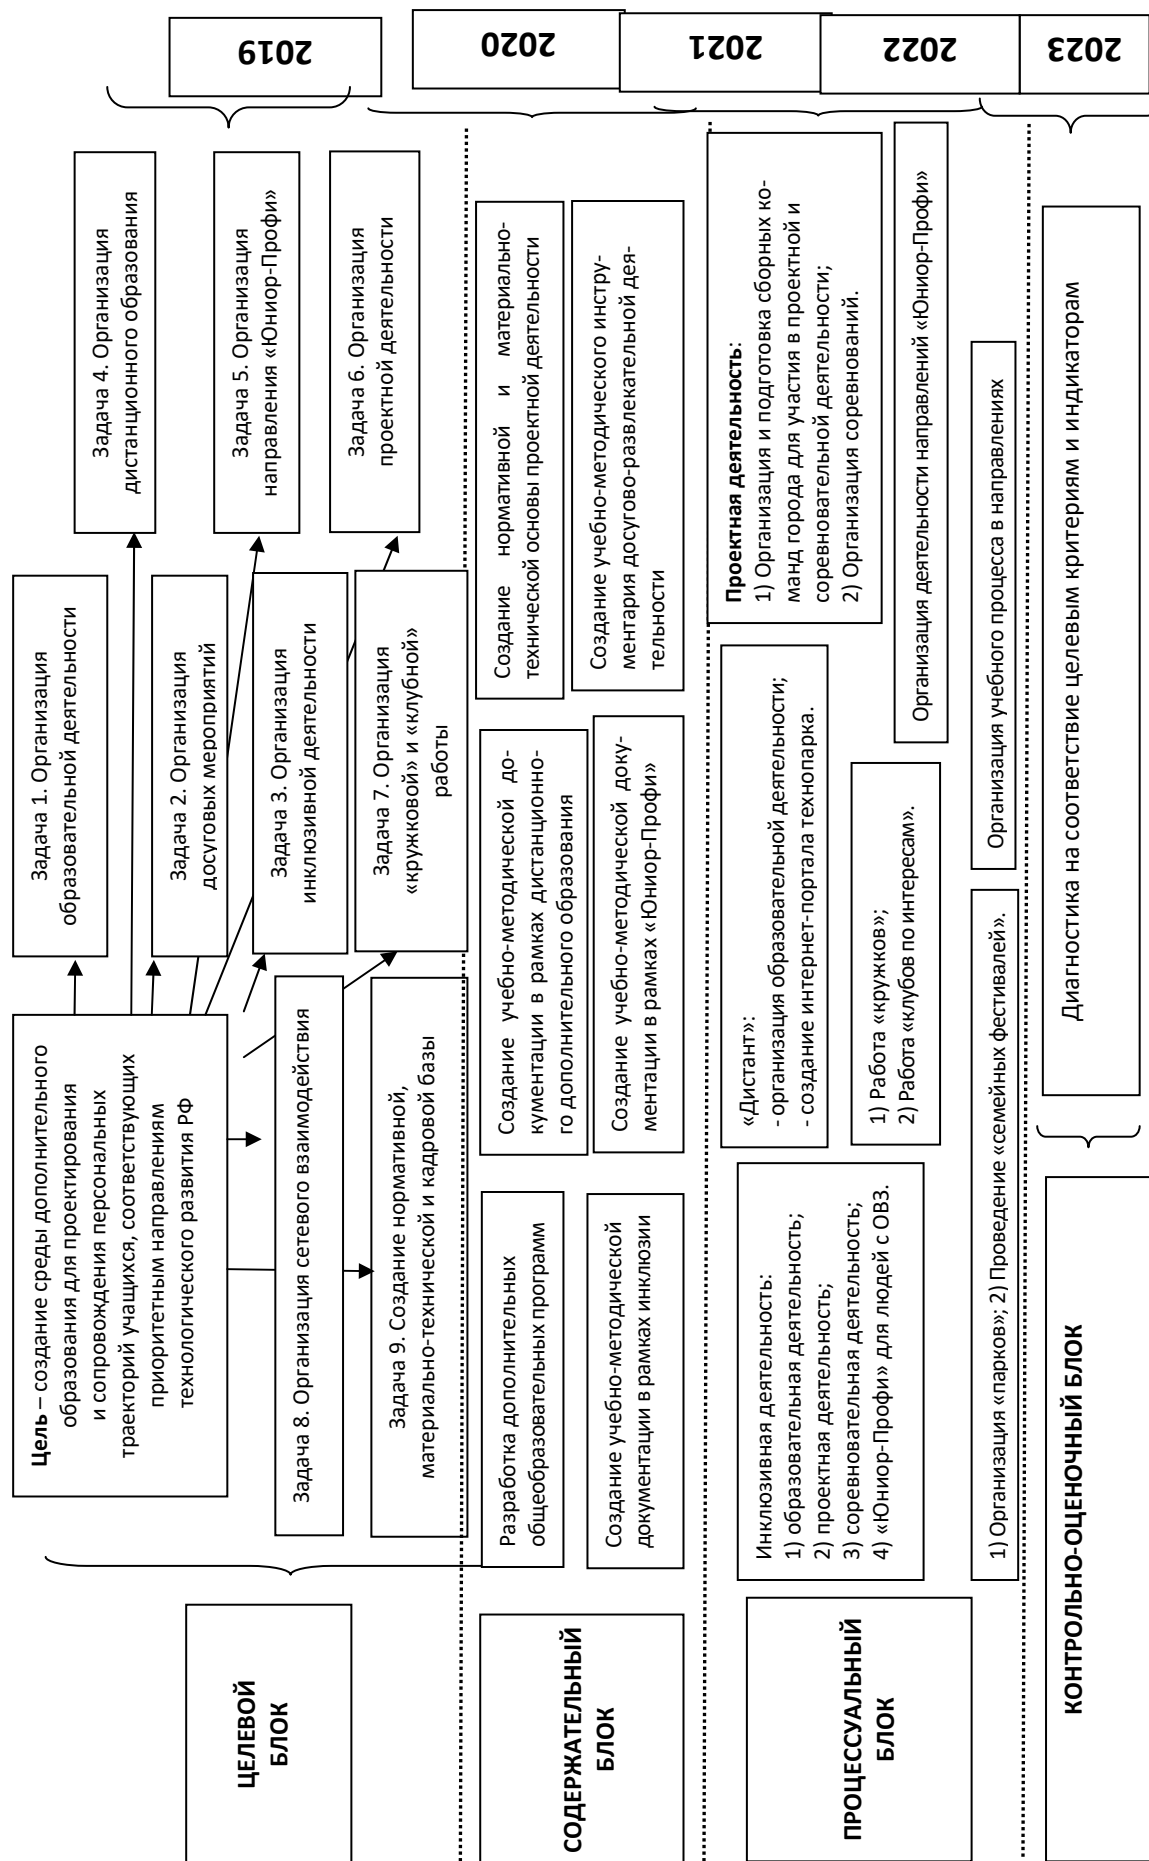 ЦЕЛЕВОЙ
БЛОК
Цель – создание среды дополнительного
образования для проектирования
и сопровождения персональных
траекторий учащихся, соответствующих
приоритетным направлениям
технологического развития РФ
Задача 1. Организация
образовательной деятельности
Задача 2. Организация
досуговых мероприятий
Задача 3. Организация
инклюзивной деятельности
Задача 4. Организация
дистанционного образования
Задача 5. Организация
направления «Юниор-Профи»
Задача 6. Организация
проектной деятельности
Задача 7. Организация
«кружковой» и «клубной»
работы
Задача 8. Организация сетевого взаимодействия
Задача 9. Создание нормативной,
материально-технической и кадровой базы
2019
СОДЕРЖАТЕЛЬНЫЙ
БЛОК
Разработка дополнительных
общеобразовательных программ
Создание учебно-методической
документации в рамках инклюзии
Создание учебно-методической до-
кументации в рамках дистанционно-
го дополнительного образования
Создание учебно-методической доку-
ментации в рамках «Юниор-Профи»
Создание нормативной и материально-
технической основы проектной деятельности
Создание учебно-методического инстру-
ментария досугово-развлекательной дея-
тельности
2020
ПРОЦЕССУАЛЬНЫЙ
БЛОК
Инклюзивная деятельность:
1) образовательная деятельность;
2) проектная деятельность;
3) соревновательная деятельность;
4) «Юниор-Профи» для людей с ОВЗ.
«Дистант»:
- организация образовательной деятельности;
- создание интернет-портала технопарка.
Проектная деятельность:
1) Организация и подготовка сборных ко-
манд города для участия в проектной и
соревновательной деятельности;
2) Организация соревнований.
1) Работа «кружков»;
2) Работа «клубов по интересам».
Организация деятельности направлений «Юниор-Профи»
1) Организация «парков»; 2) Проведение «семейных фестивалей».
Организация учебного процесса в направлениях
2021
2022
КОНТРОЛЬНО-ОЦЕНОЧНЫЙ БЛОК
Диагностика на соответствие целевым критериям и индикаторам
2023